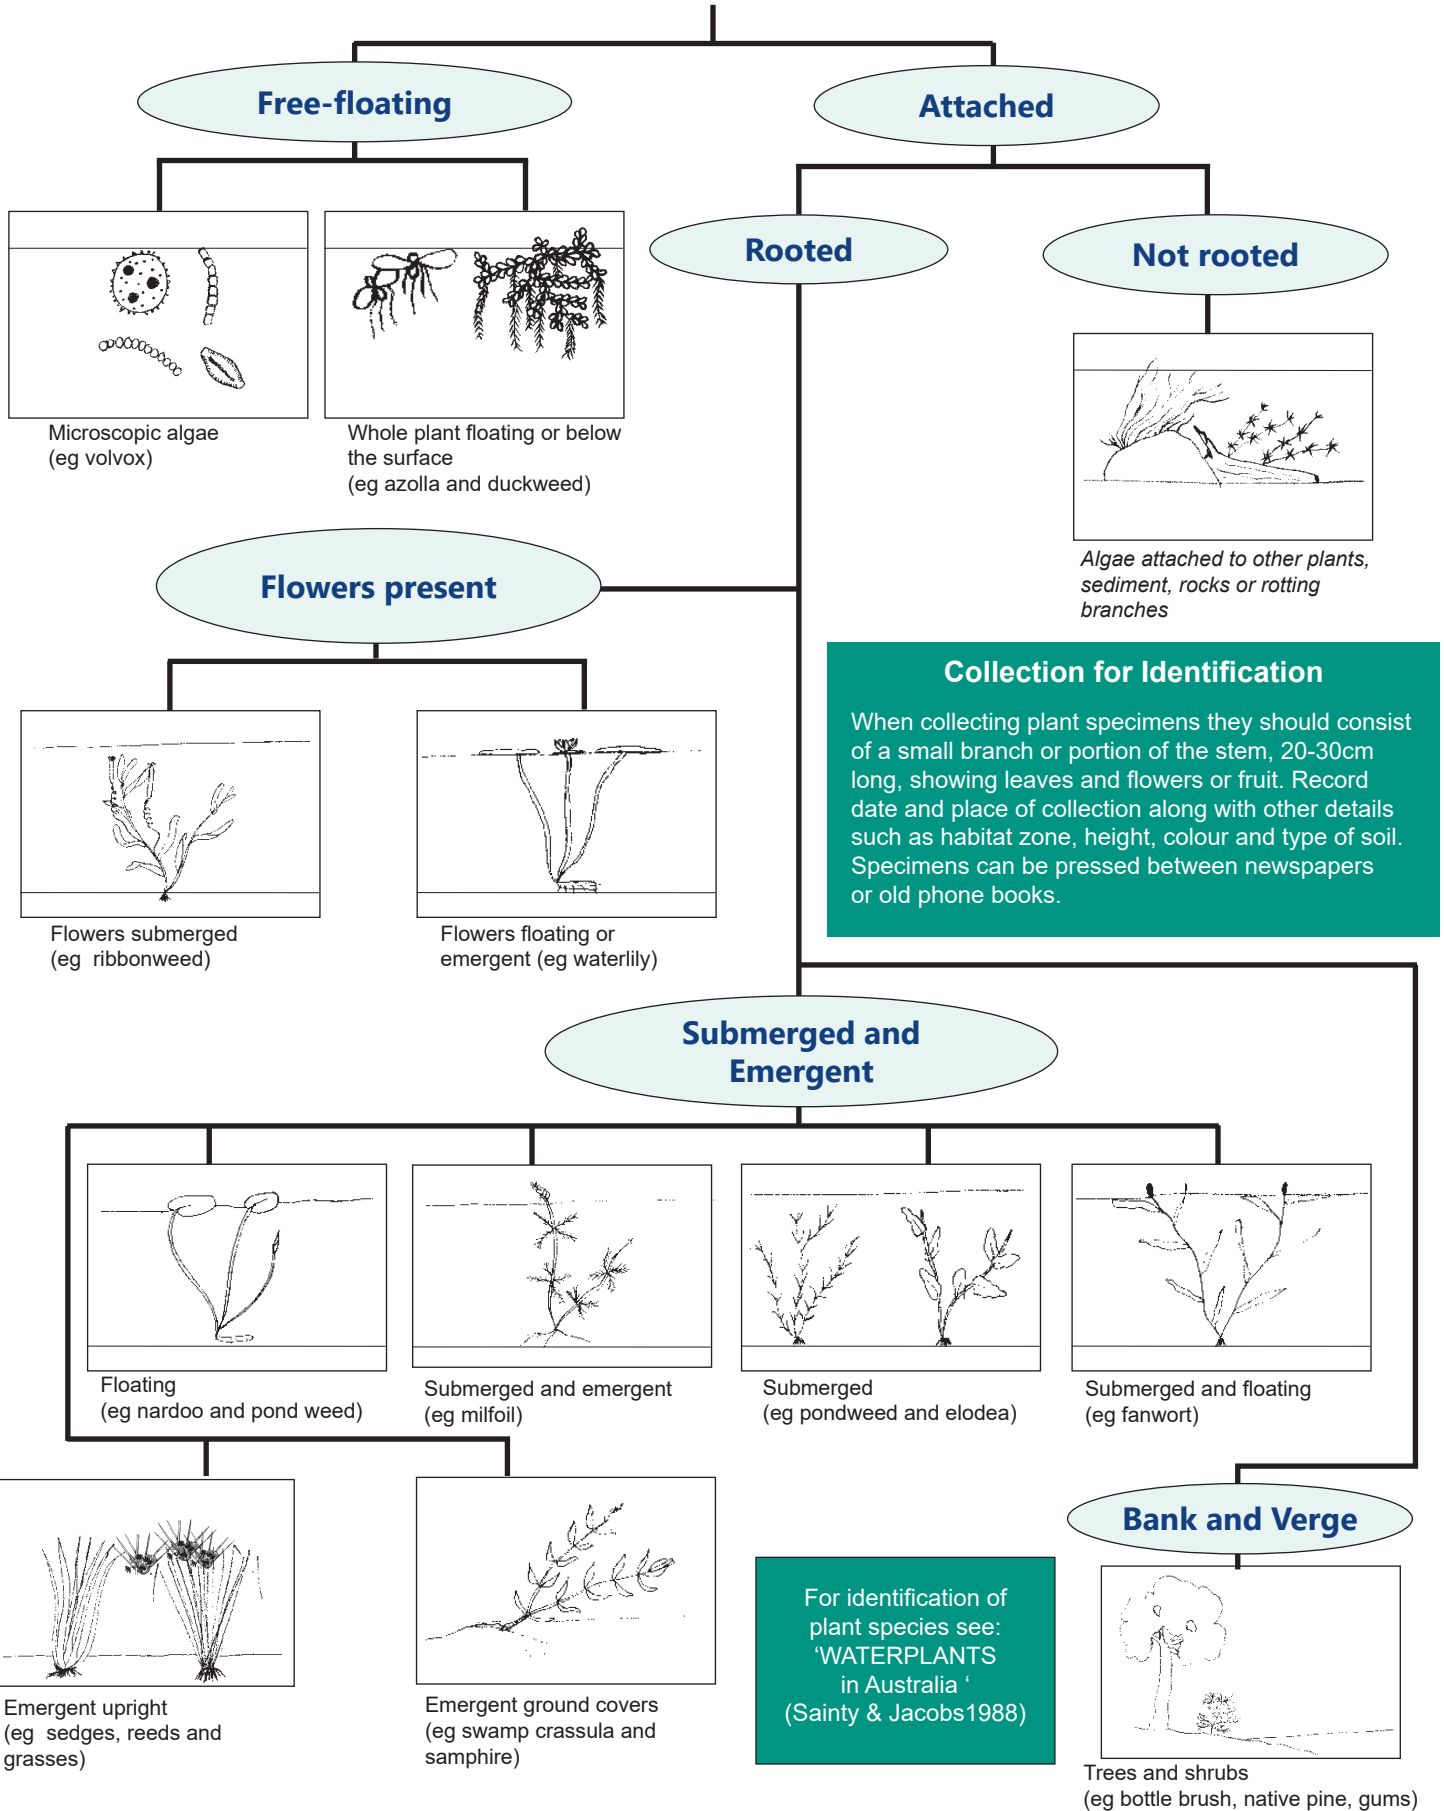 Free-floating
Attached
Rooted
Not rooted
Microscopic algae
(eg volvox)
Whole plant floating or below
the surface
(eg azolla and duckweed)
Algae attached to other plants,
sediment, rocks or rotting
branches
Flowers present
Collection for Identification
When collecting plant specimens they should consist
of a small branch or portion of the stem, 20-30cm
long, showing leaves and flowers or fruit. Record
date and place of collection along with other details
such as habitat zone, height, colour and type of soil.
Specimens can be pressed between newspapers
or old phone books.
Flowers submerged
(eg  ribbonweed)
Flowers floating or
emergent (eg waterlily)
Submerged and
Emergent
Floating
(eg nardoo and pond weed)
Submerged and emergent
(eg milfoil)
Submerged
(eg pondweed and elodea)
Submerged and floating
(eg fanwort)
Bank and Verge
Emergent upright
(eg  sedges, reeds and
grasses)
Emergent ground covers
(eg swamp crassula and
samphire)
For identification of
plant species see:
‘WATERPLANTS
in Australia ‘
(Sainty & Jacobs1988)
Trees and shrubs
(eg bottle brush, native pine, gums)